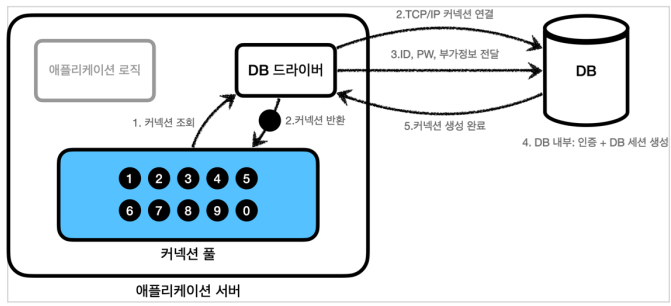 2.TCP/IP 커넥션 연결
애플리케이션 로직
DB 드라이버
3.ID, PW, 부가정보 전달
DB
1. 커넥션 조회
2.커넥션 반환
5.커넥션 생성 완료
4. DB 내부: 인증 + DB 세션 생성
1 2 3 4 5
6 7 8 9 0
커넥션 풀
애플리케이션 서버